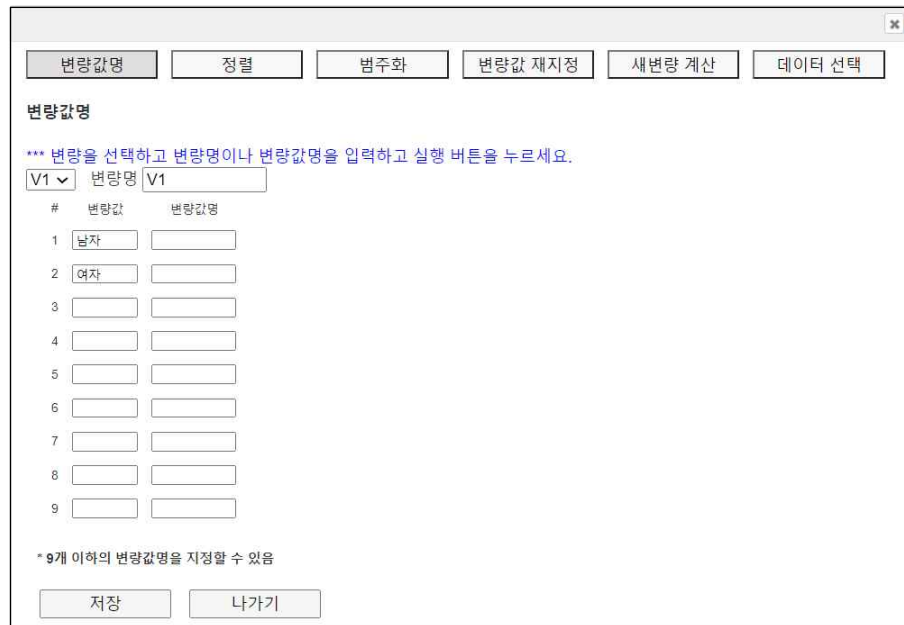 변량값명 정렬 범주화 변량값 재지정 새변량 계산 데이터 선택
변량값명
*** 변량을 선택하고 변량명이나 변량값명을 입력하고 실행 버튼을 누르세요.
V1 변량명 V1
# 변량값 변량값명
1 남자
2 여자
3
4
5
6
7
8
9
* 9개 이하의 변량값명을 지정할 수 있음
저장 나가기